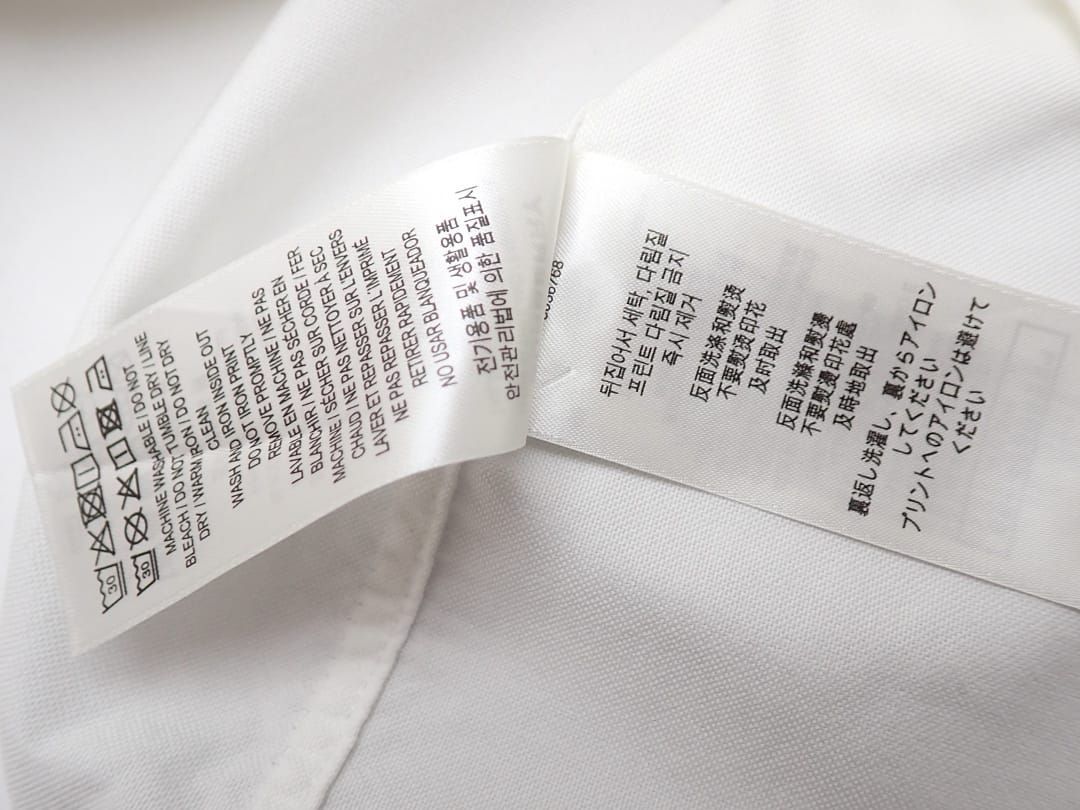 30
30
MACHINE WASHABLE / DO NOT
BLEACH / DO NOT TUMBLE DRY / LINE
DRY / WARM IRON / DO NOT DRY
CLEAN
WASH AND IRON INSIDE OUT
DO NOT IRON PRINT
REMOVE PROMPTLY
LAVABLE EN MACHINE / NE PAS
BLANCHIR / NE PAS SÉCHER EN
MACHINE / SÉCHER SUR CORDE / FER
CHAUD / NE PAS NETTOYER À SEC
LAVER ET REPASSER SUR L'ENVERS
NE PAS REPASSER L'IMPRIMÉ
RETIRER RAPIDEMENT
NO USAR BLANQUEADOR
전기용품 및 생활용품
안전관리법에 의한 품질표시
뒤집어서 세탁, 다림질
프린트 다림질 금지
즉시 제거
反面洗涤和熨烫
不要熨烫印花
及时取出
反面洗滌和熨燙
不要熨燙印花處
及時地取出
裏返し洗濯し、裏からアイロン
してください
プリントへのアイロンは避けて
ください